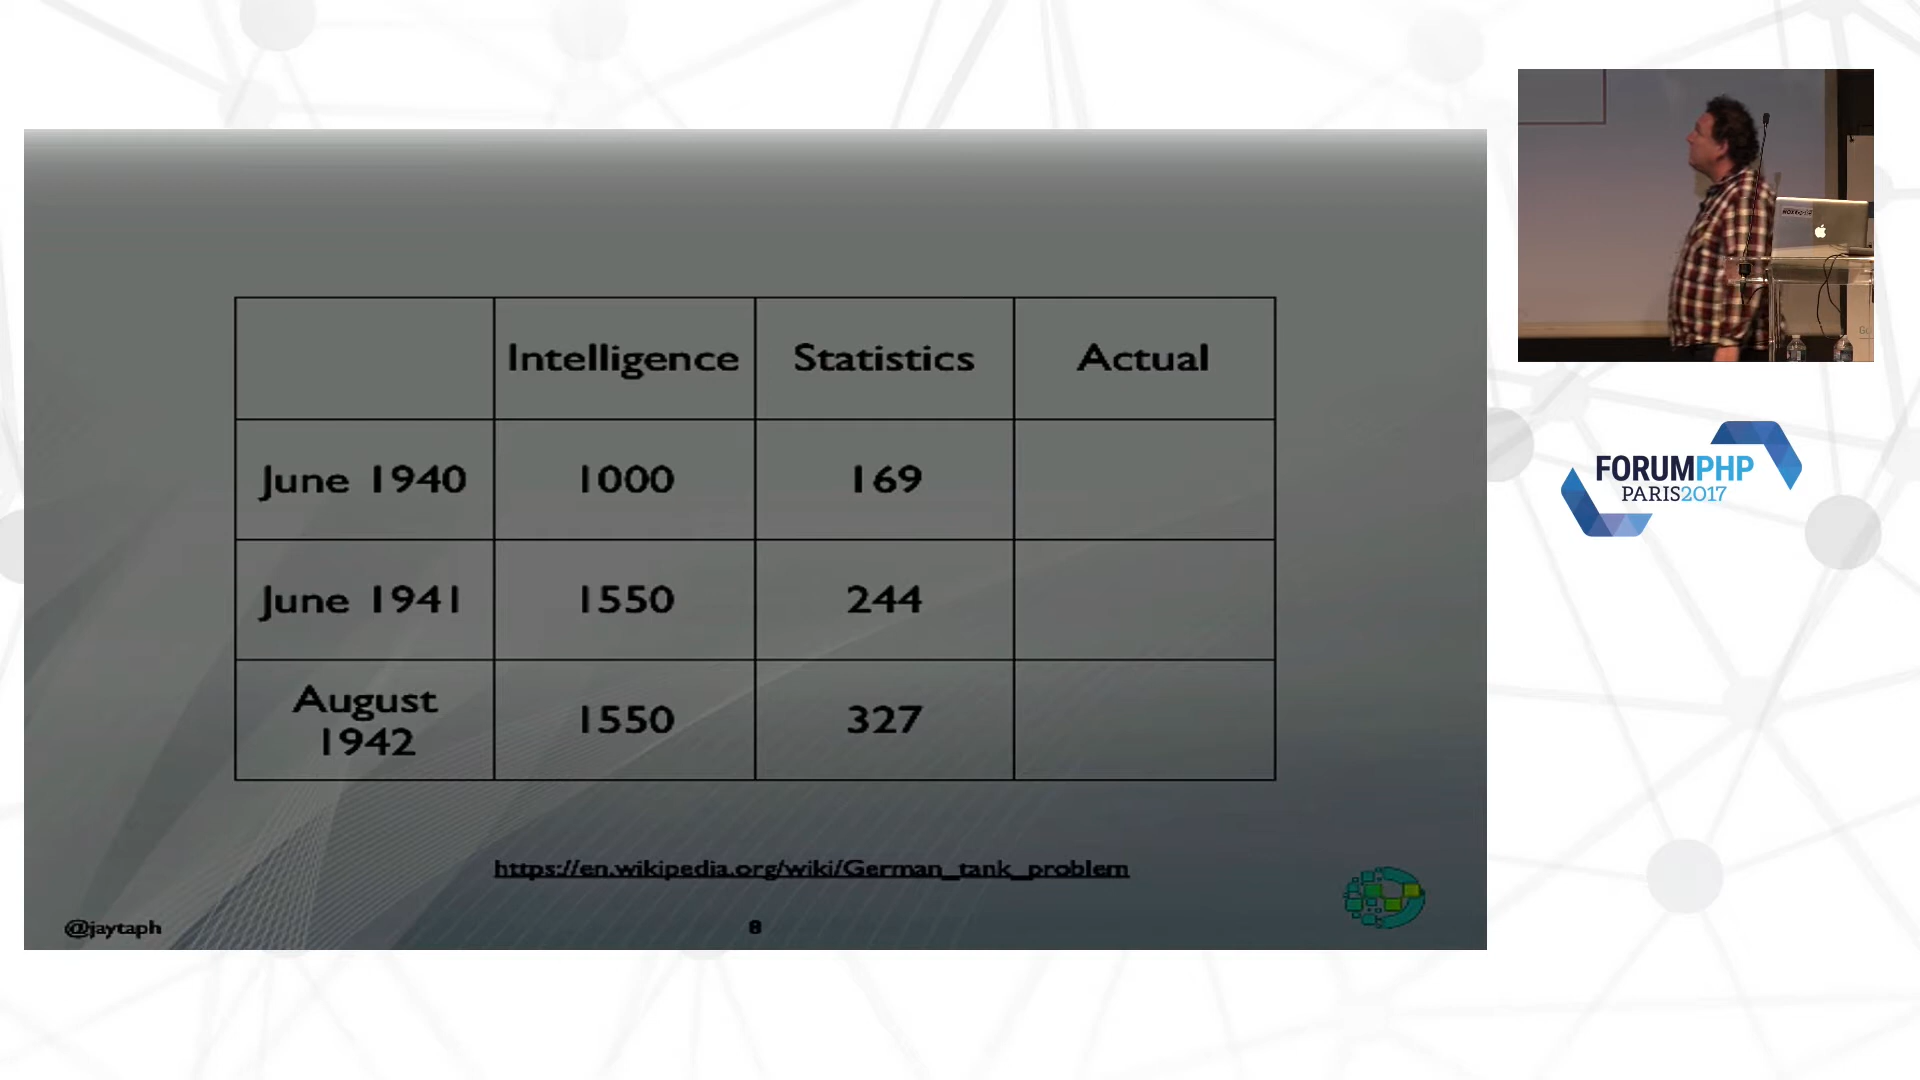 Intelligence Statistics Actual
June 1940 1000 169
June 1941 1550 244
August
1942 1550 327
https://en.wikipedia.org/wiki/German_tank_problem
@jaytaph
8
FORUMPHP
PARIS2017